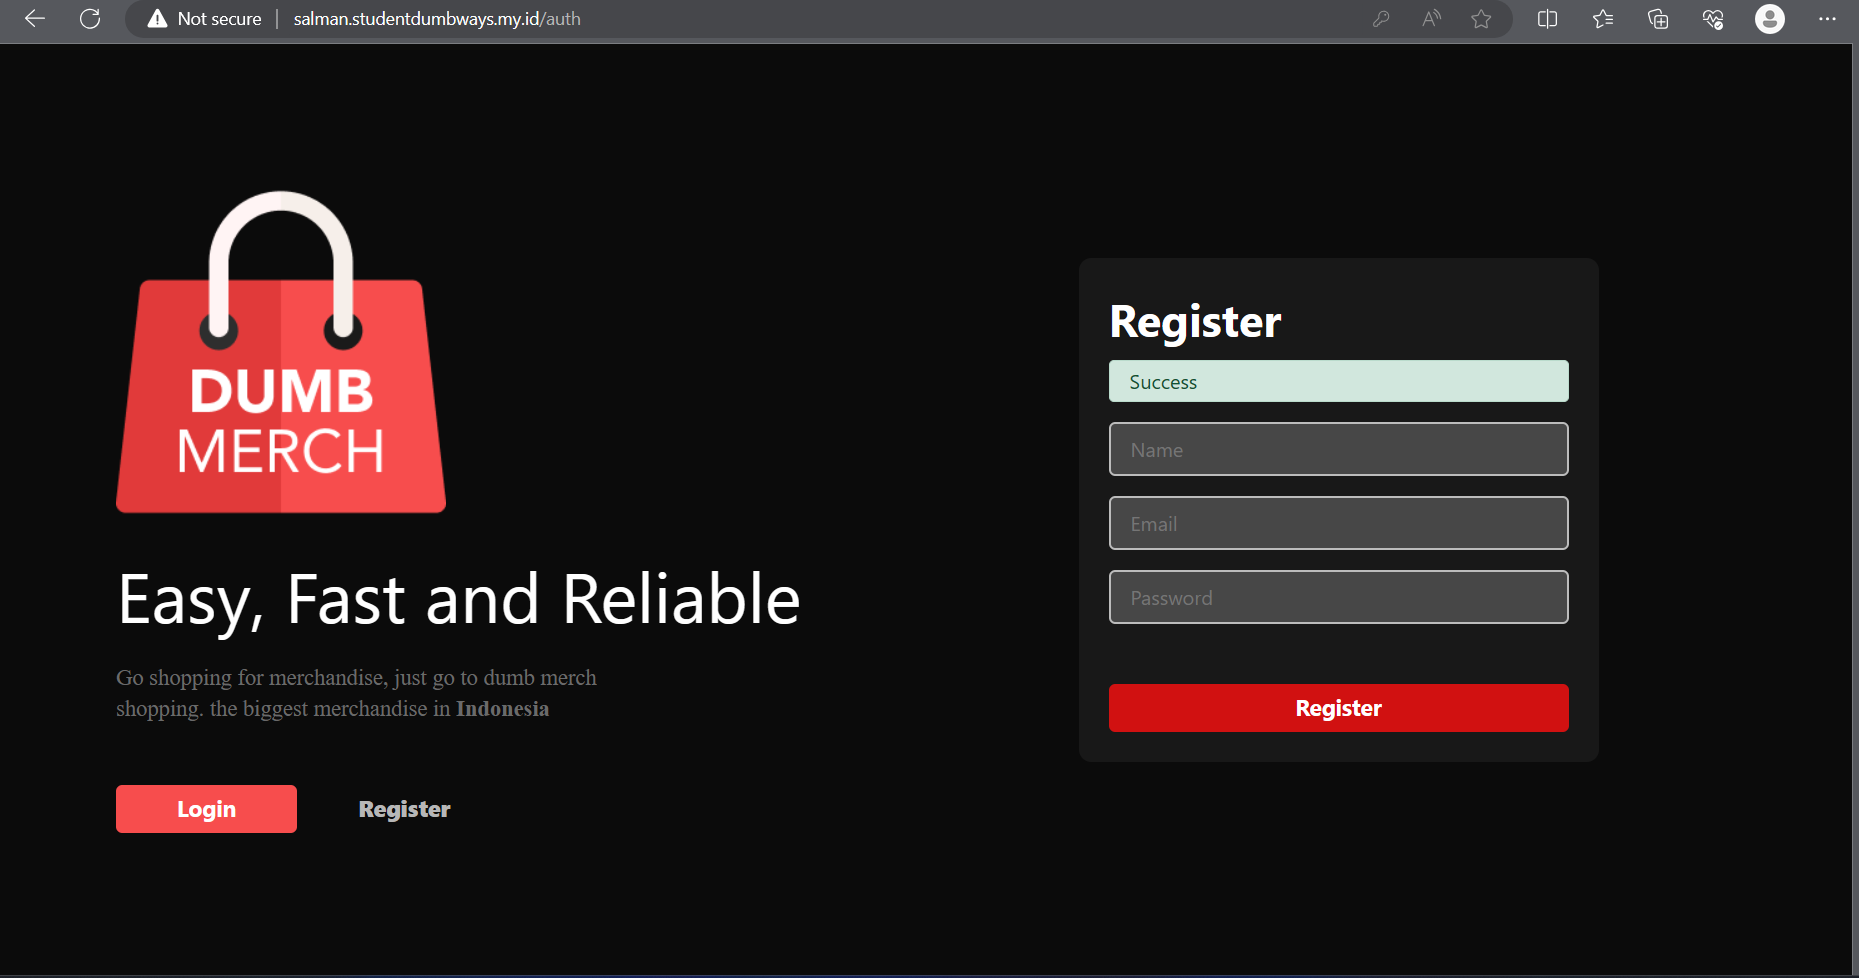 Not secure | salman.studentdumbways.my.id/auth
DUMB
MERCH
Easy, Fast and Reliable
Go shopping for merchandise, just go to dumb merch
shopping. the biggest merchandise in Indonesia
Login
Register
Register
Success
Name
Email
Password
Register